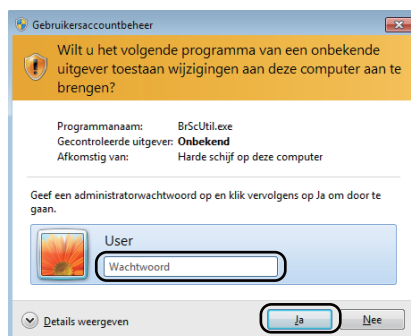 Gebruikersaccountbeheer
Wilt u het volgende programma van een onbekende
uitgever toestaan wijzigingen aan deze computer aan te
brengen?
Programmanaam: BrScUtil.exe
Gecontroleerde uitgever: Onbekend
Afkomstig van: Harde schijf op deze computer
Geef een administratorwachtwoord op en klik vervolgens op Ja om door te
gaan.
User
Wachtwoord
Details weergeven
Ja
Nee